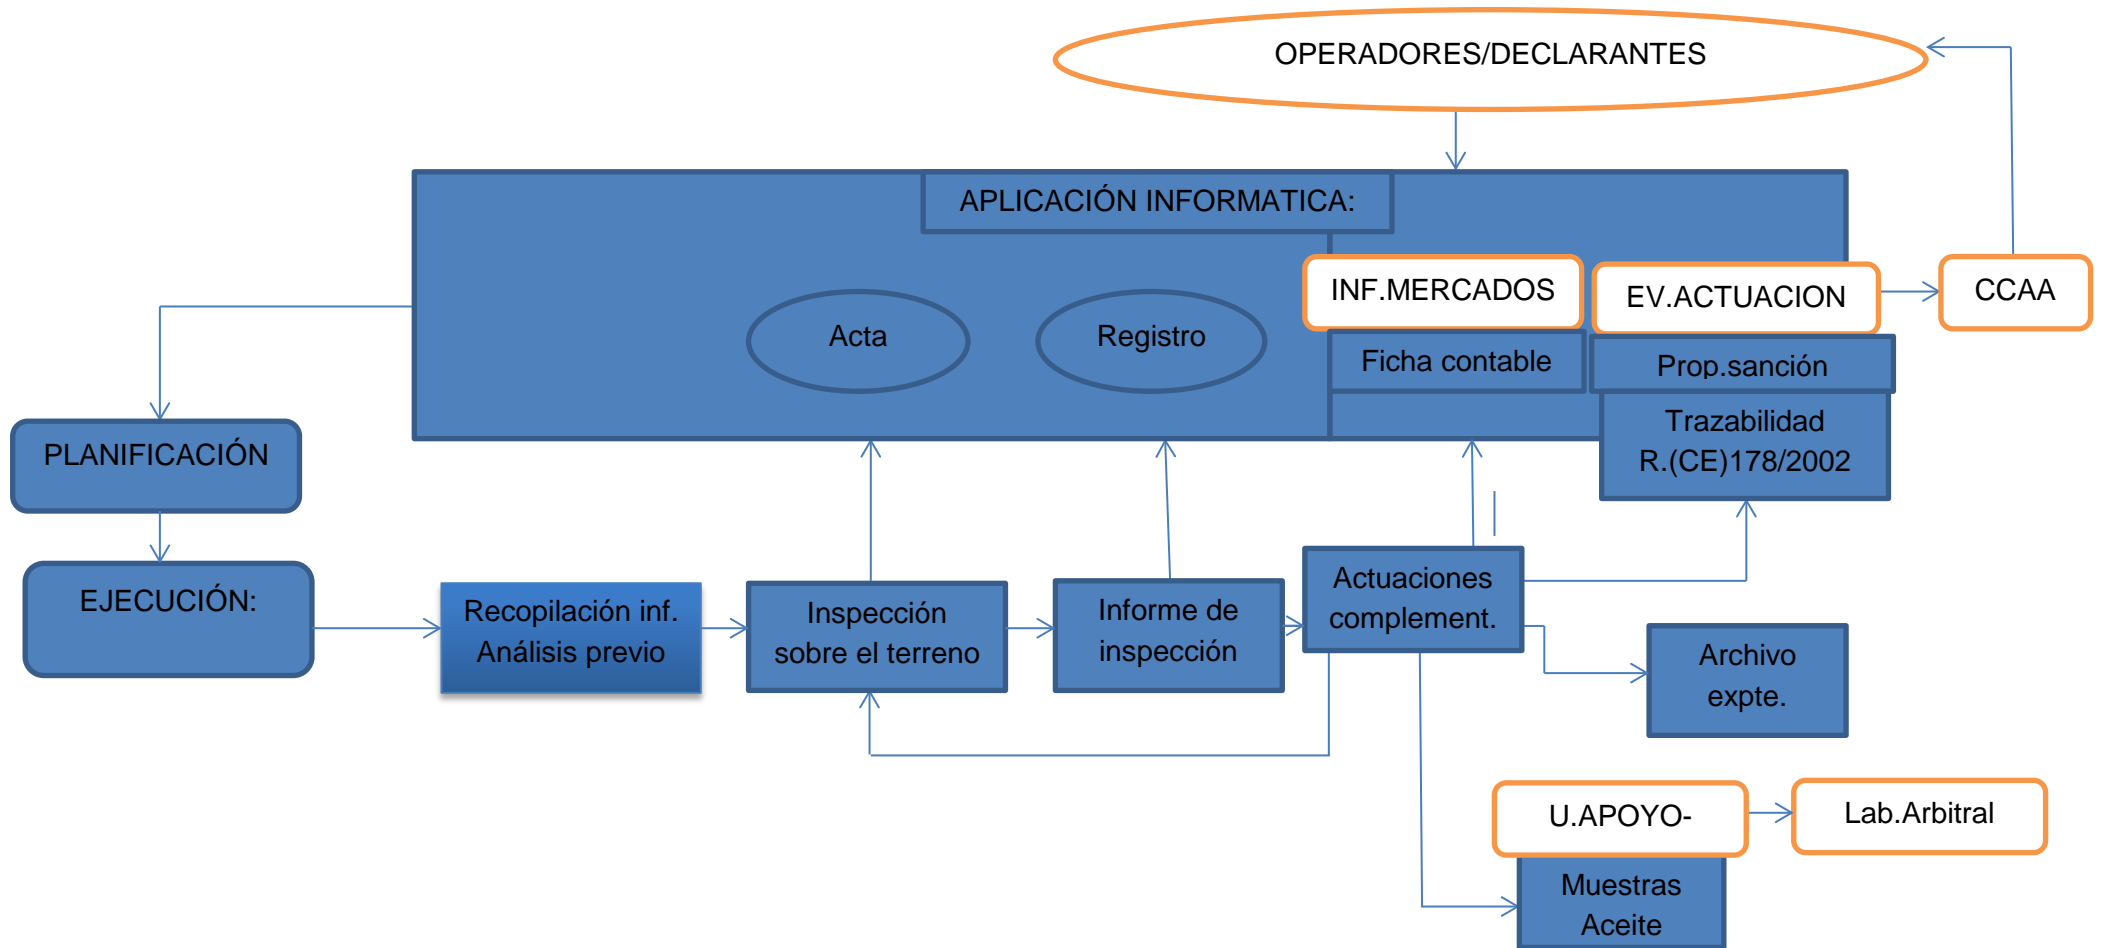 OPERADORES/DECLARANTES
APLICACIÓN INFORMATICA:
INF.MERCADOS
EV.ACTUACION
CCAA
Acta
Registro
Ficha contable
Prop.sanción
Trazabilidad
R.(CE)178/2002
PLANIFICACIÓN
EJECUCIÓN:
Recopilación inf.
Análisis previo
Inspección
sobre el terreno
Informe de
inspección
Actuaciones
complement.
Archivo
expte.
U.APOYO-
Lab.Arbitral
Muestras
Aceite